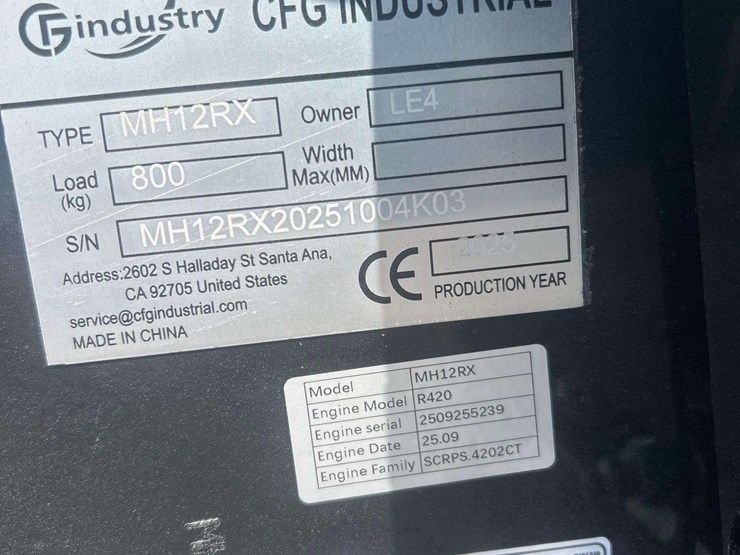 CFindustry CFG INDUSTRIAL
TYPE MH12RX Owner LE4
Load (kg) 800 Width Max(MM)
S/N MH12RX20251004K03
Address:2602 S Halladay St Santa Ana,
CA 92705 United States
service@cfgindustrial.com
MADE IN CHINA
CE 2025
PRODUCTION YEAR
Model MH12RX
Engine Model R420
Engine serial 2509255239
Engine Date 25.09
Engine Family SCRPS.4202CT